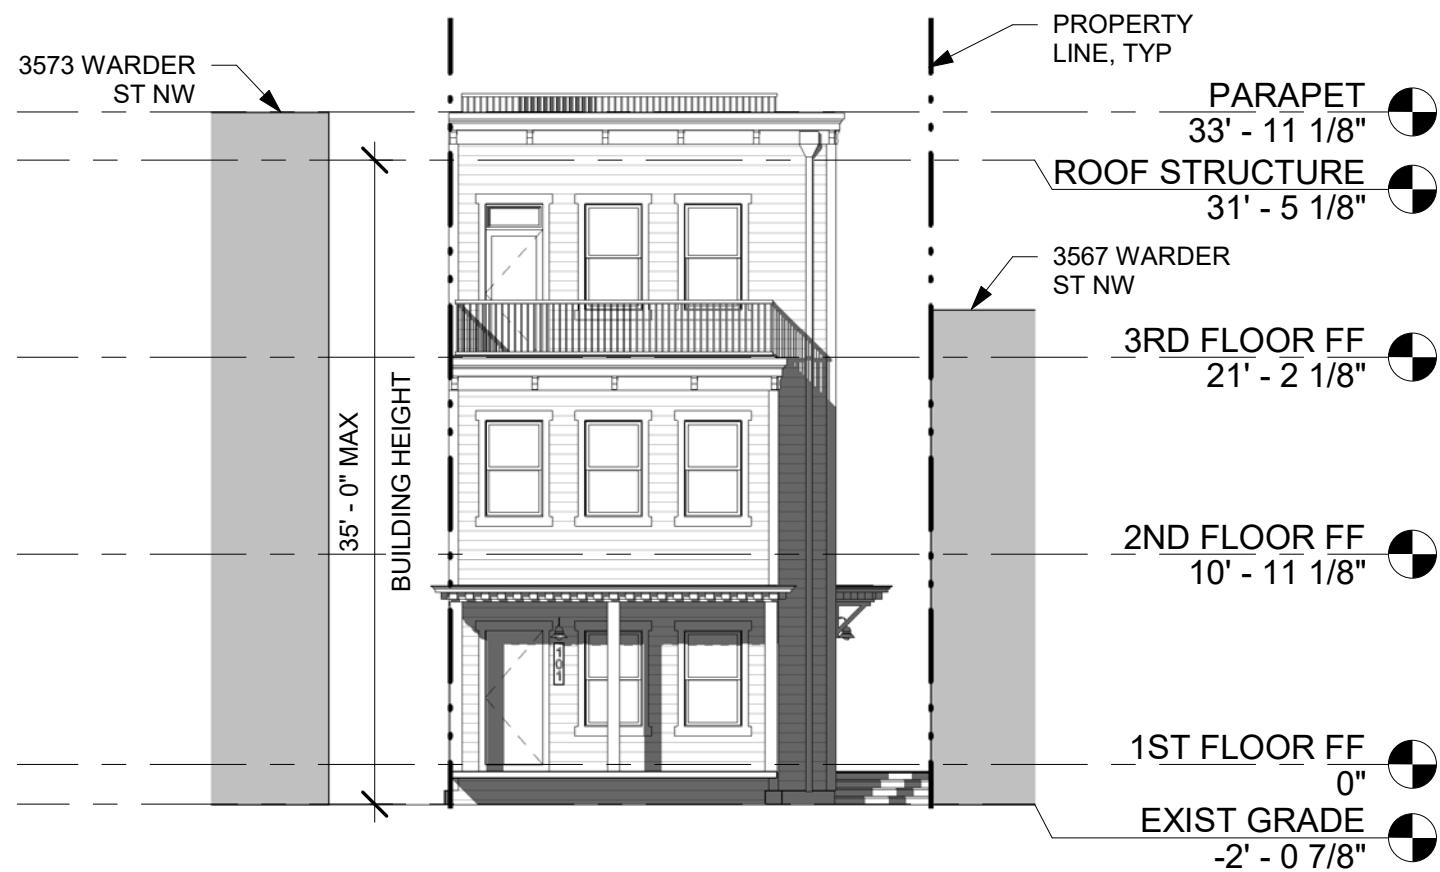 PROPERTY
LINE, TYP
3573 WARDER
ST NW
PARAPET
33' - 11 1/8"
ROOF STRUCTURE
31' - 5 1/8"
3567 WARDER
ST NW
3RD FLOOR FF
21' - 2 1/8"
35' - 0" MAX
BUILDING HEIGHT
2ND FLOOR FF
10' - 11 1/8"
101
1ST FLOOR FF
0"
EXIST GRADE
-2' - 0 7/8"